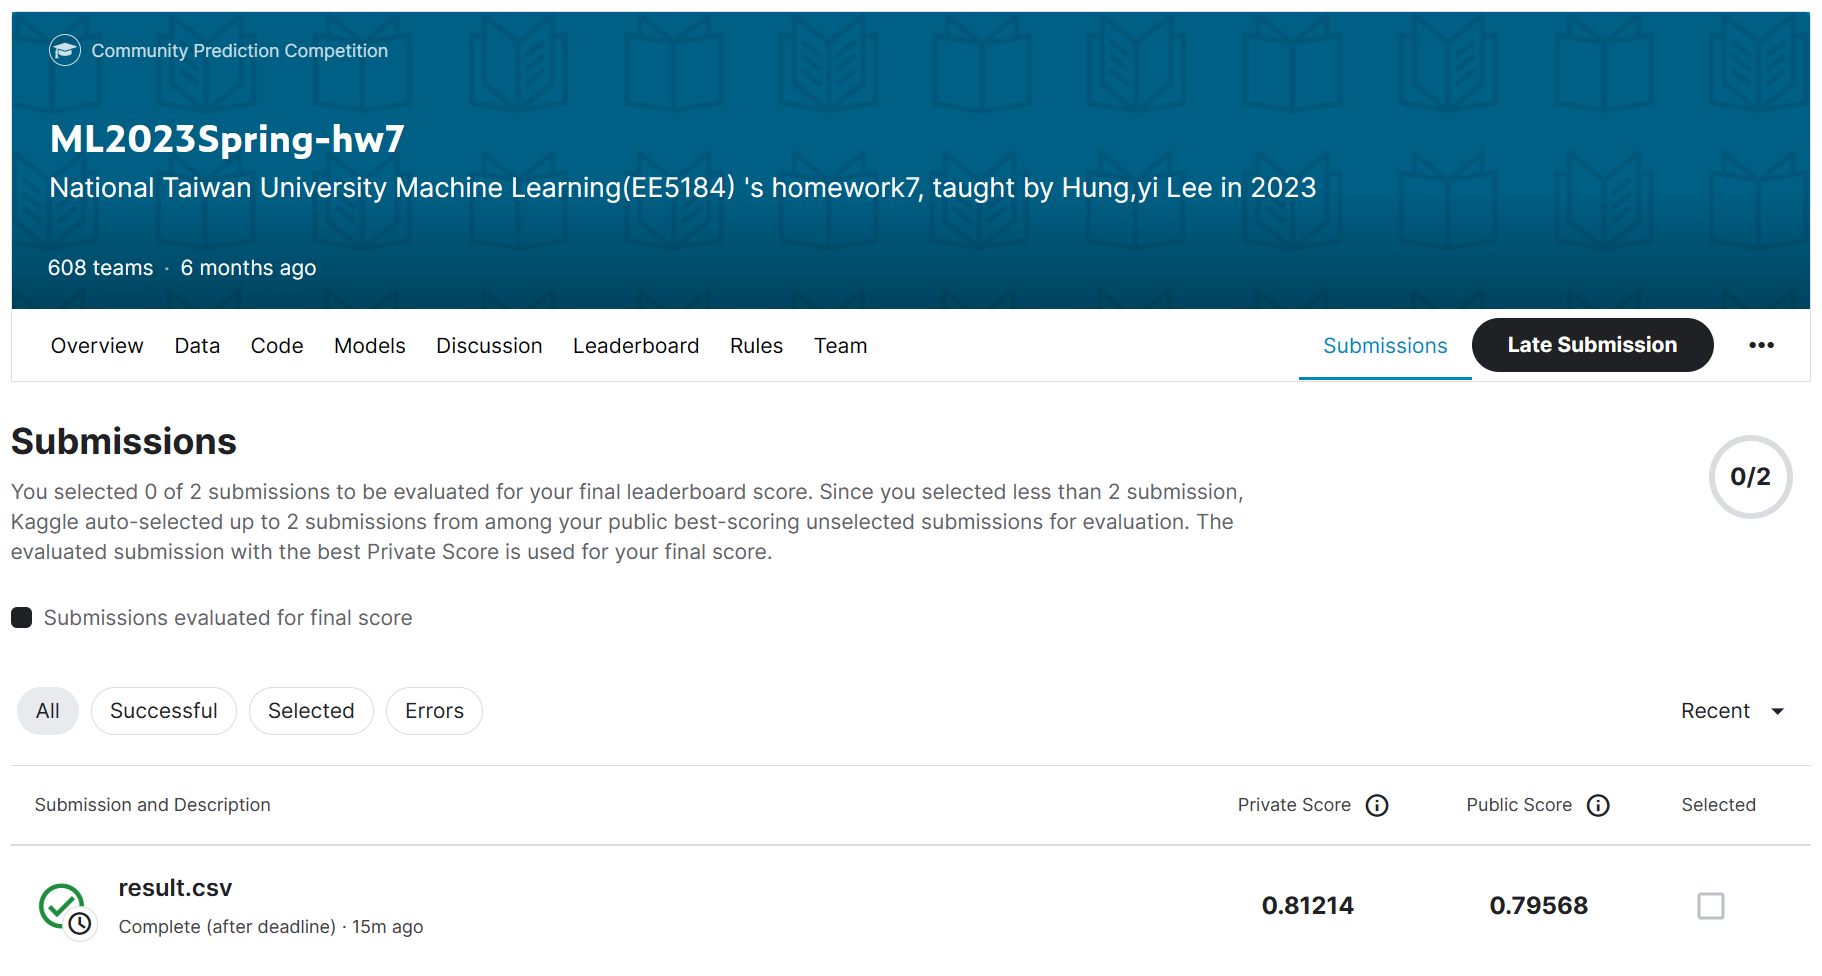 Community Prediction Competition
ML2023Spring-hw7
National Taiwan University Machine Learning(EE5184) 's homework7, taught by Hung,yi Lee in 2023
608 teams · 6 months ago
Overview Data Code Models Discussion Leaderboard Rules Team Submissions Late Submission •••
Submissions
0/2
You selected 0 of 2 submissions to be evaluated for your final leaderboard score. Since you selected less than 2 submission,
Kaggle auto-selected up to 2 submissions from among your public best-scoring unselected submissions for evaluation. The
evaluated submission with the best Private Score is used for your final score.
Submissions evaluated for final score
All Successful Selected Errors Recent
Submission and Description Private Score Public Score Selected
result.csv
0.81214 0.79568
Complete (after deadline) · 15m ago